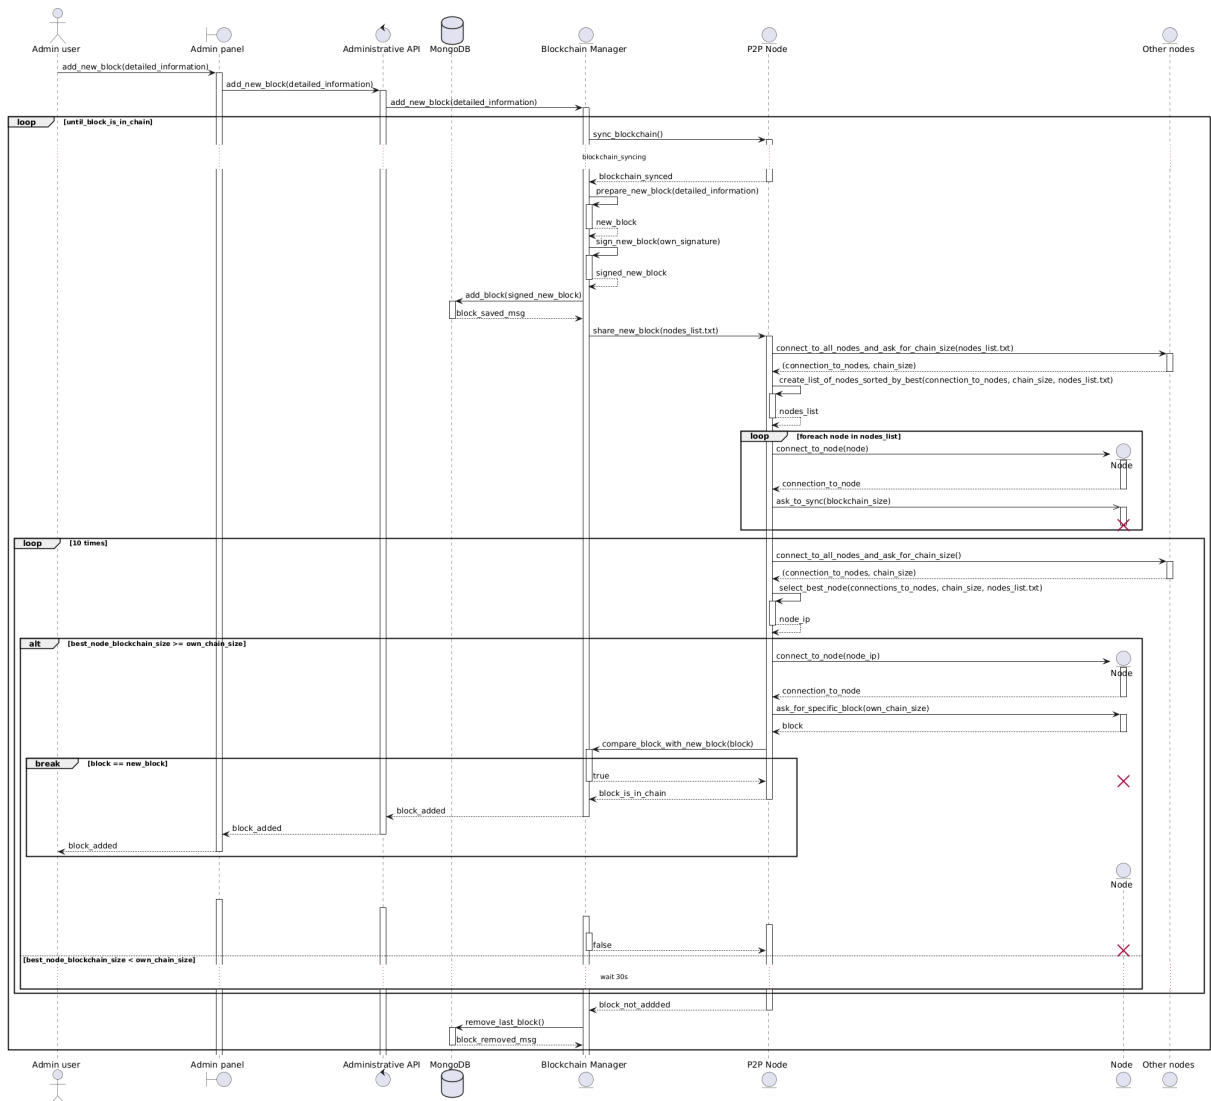 Admin user
Admin panel
Administrative API
MongoDB
Blockchain Manager
P2P Node
Other nodes
add_new_block(detailed_information)
add_new_block(detailed_information)
add_new_block(detailed_information)
loop [until_block_is_in_chain]
sync_blockchain()
blockchain_syncing
blockchain_synced
prepare_new_block(detailed_information)
new_block
sign_new_block(own_signature)
signed_new_block
add_block(signed_new_block)
block_saved_msg
share_new_block(nodes_list.txt)
connect_to_all_nodes_and_ask_for_chain_size(nodes_list.txt)
(connection_to_nodes, chain_size)
create_list_of_nodes_sorted_by_best(connection_to_nodes, chain_size, nodes_list.txt)
nodes_list
loop [foreach node in nodes_list]
connect_to_node(node)
Node
connection_to_node
ask_to_sync(blockchain_size)
loop [10 times]
connect_to_all_nodes_and_ask_for_chain_size()
(connection_to_nodes, chain_size)
select_best_node(connections_to_nodes, chain_size, nodes_list.txt)
node_ip
alt [best_node_blockchain_size >= own_chain_size]
connect_to_node(node_ip)
Node
connection_to_node
ask_for_specific_block(own_chain_size)
block
compare_block_with_new_block(block)
break [block == new_block]
true
block_is_in_chain
block_added
block_added
block_added
Node
false
[best_node_blockchain_size < own_chain_size]
wait 30s
block_not_addded
remove_last_block()
block_removed_msg
Admin user
Admin panel
Administrative API
MongoDB
Blockchain Manager
P2P Node
Node
Other nodes